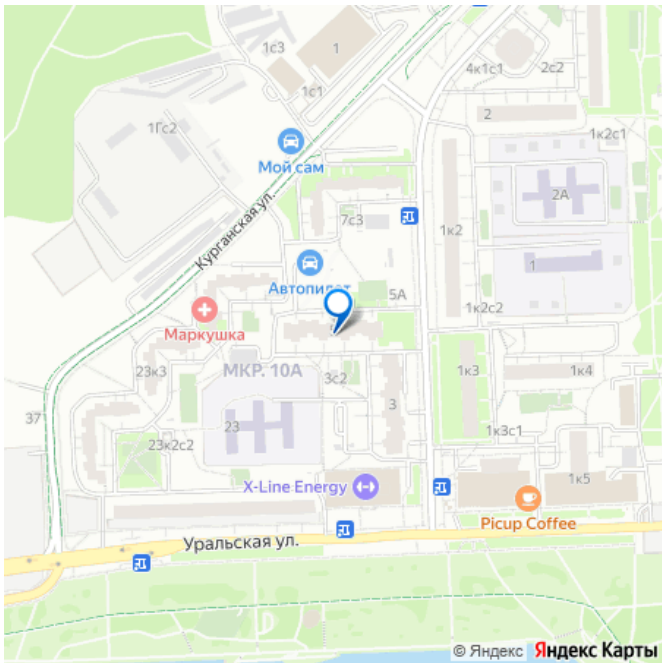 1с3
1
4к1с1
2с2
1с1
2
1Гс2
1к2с1
Мой сам
2А
Курганская ул.
7с3
1к2
Автопилот
1
5А
1к2с2
Маркушка
МКР. 10А
23к3
3с2
1к3
1к4
37
3
23
1к3с1
23к2с2
X-Line Energy
1к5
Picup Coffee
Уральская ул.
© Яндекс Яндекс Карты